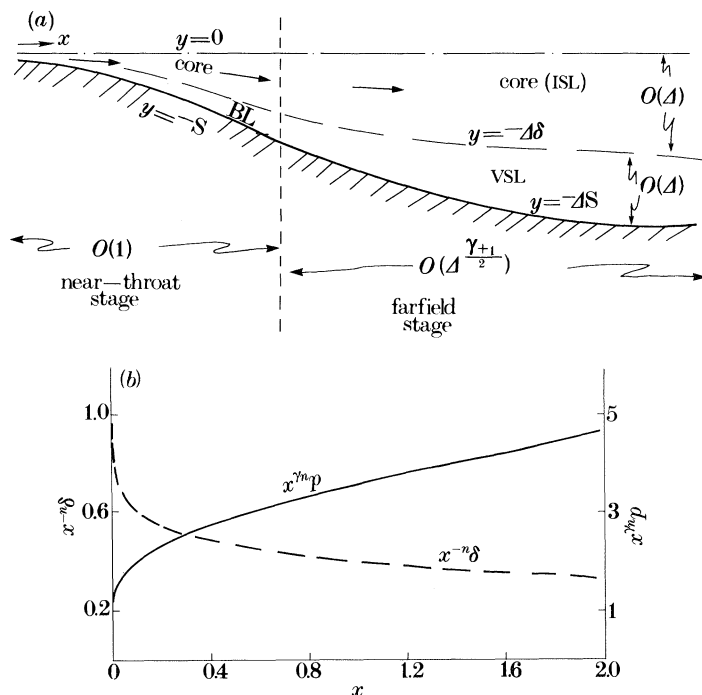 (a)
x
y=0
core
core (ISL)
O(Δ)
BL
y=-S
y=-Δδ
VSL
O(Δ)
y=-ΔS
O(1)
O(Δ^{\frac{γ+1}{2}})
near—throat
stage
farfield
stage
(b)
1.0
5
x^{γn}p
x^{-n}δ
0.6
3
x^{γn}p
x^{-n}δ
0.2
1
0
0.4
0.8
1.2
1.6
2.0
x